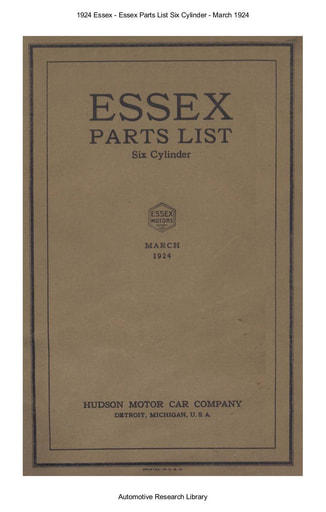 1924 Essex - Essex Parts List Six Cylinder - March 1924
ESSEX
PARTS LIST
Six Cylinder
ESSEX
MOTORS
MARCH
1924
HUDSON MOTOR CAR COMPANY
DETROIT, MICHIGAN, U.S.A.
Automotive Research Library